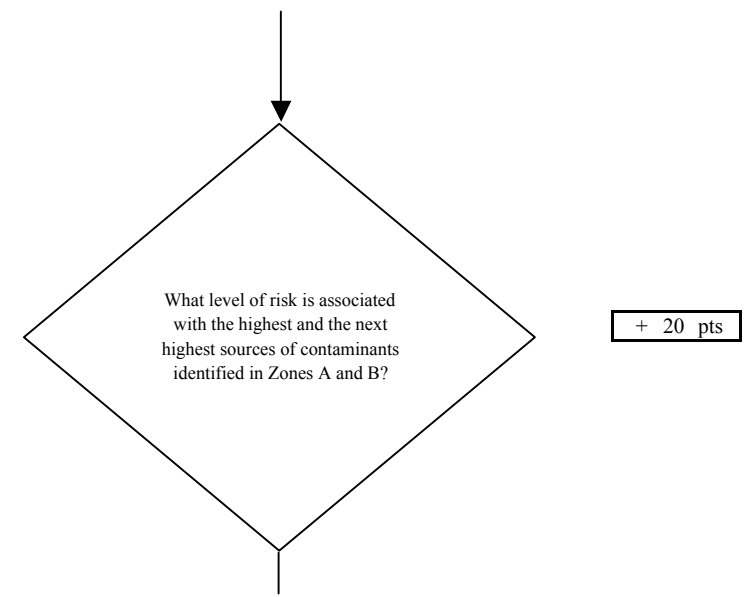 What level of risk is associated
with the highest and the next
highest sources of contaminants
identified in Zones A and B?
+ 20 pts